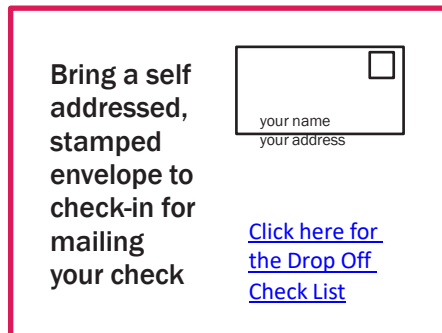 Bring a self
addressed,
stamped
envelope to
check-in for
mailing
your check
your name
your address
Click here for
the Drop Off
Check List